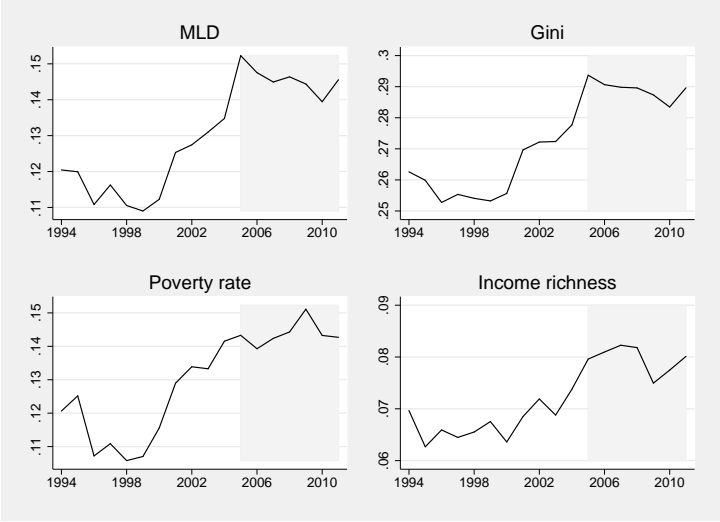 MLD
.15
.14
.13
.12
.11
1994 1998 2002 2006 2010
Gini
.3
.29
.28
.27
.26
.25
1994 1998 2002 2006 2010
Poverty rate
.15
.14
.13
.12
.11
1994 1998 2002 2006 2010
Income richness
.09
.08
.07
.06
1994 1998 2002 2006 2010